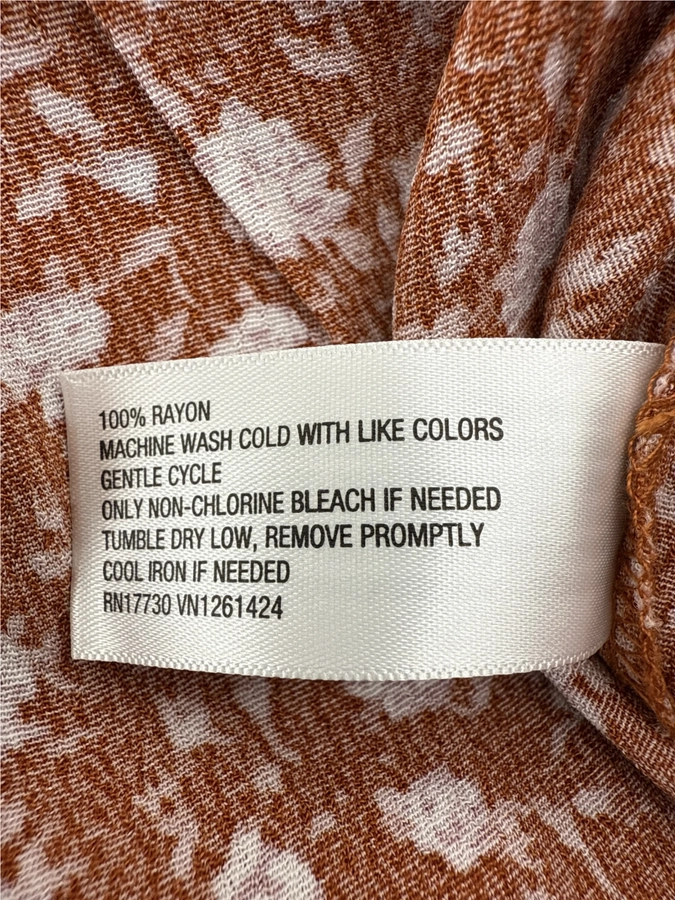 100% RAYON
MACHINE WASH COLD WITH LIKE COLORS
GENTLE CYCLE
ONLY NON-CHLORINE BLEACH IF NEEDED
TUMBLE DRY LOW, REMOVE PROMPTLY
COOL IRON IF NEEDED
RN17730 VN1261424